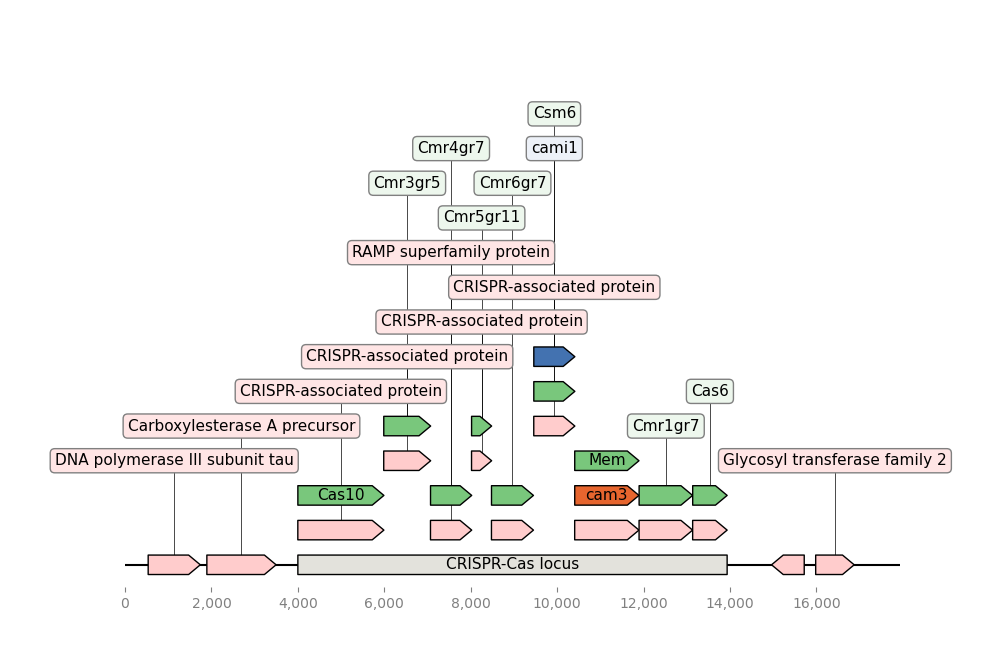 Csm6
Cmr4gr7 cami1
Cmr3gr5 Cmr6gr7
Cmr5gr11
RAMP superfamily protein
CRISPR-associated protein
CRISPR-associated protein
CRISPR-associated protein
CRISPR-associated protein Cas6
Carboxylesterase A precursor Cmr1gr7
DNA polymerase III subunit tau Mem Glycosyl transferase family 2
Cas10 cam3
CRISPR-Cas locus
0 2,000 4,000 6,000 8,000 10,000 12,000 14,000 16,000